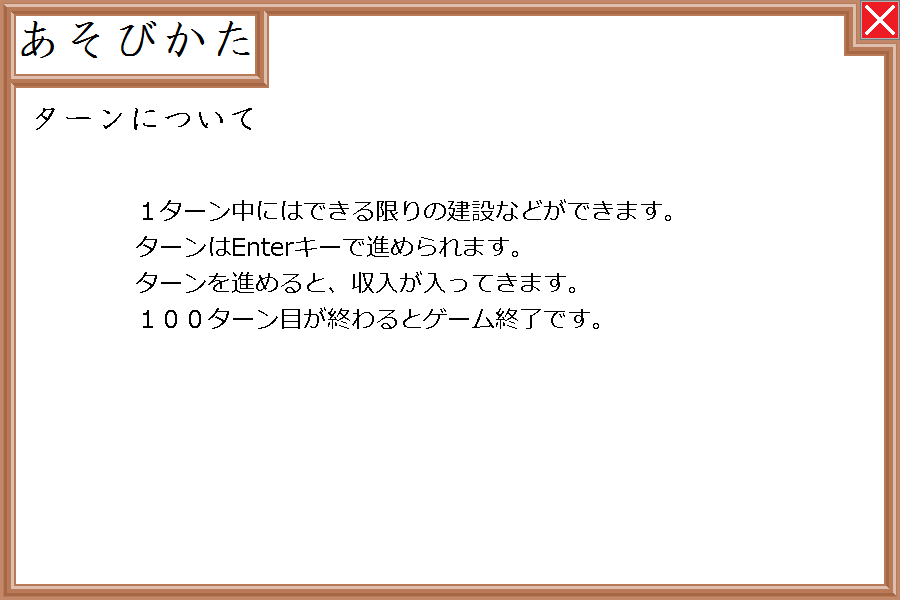 あそびかた
ターンについて
１ターン中にはできる限りの建設などができます。
ターンはEnterキーで進められます。
ターンを進めると、収入が入ってきます。
１００ターン目が終わるとゲーム終了です。